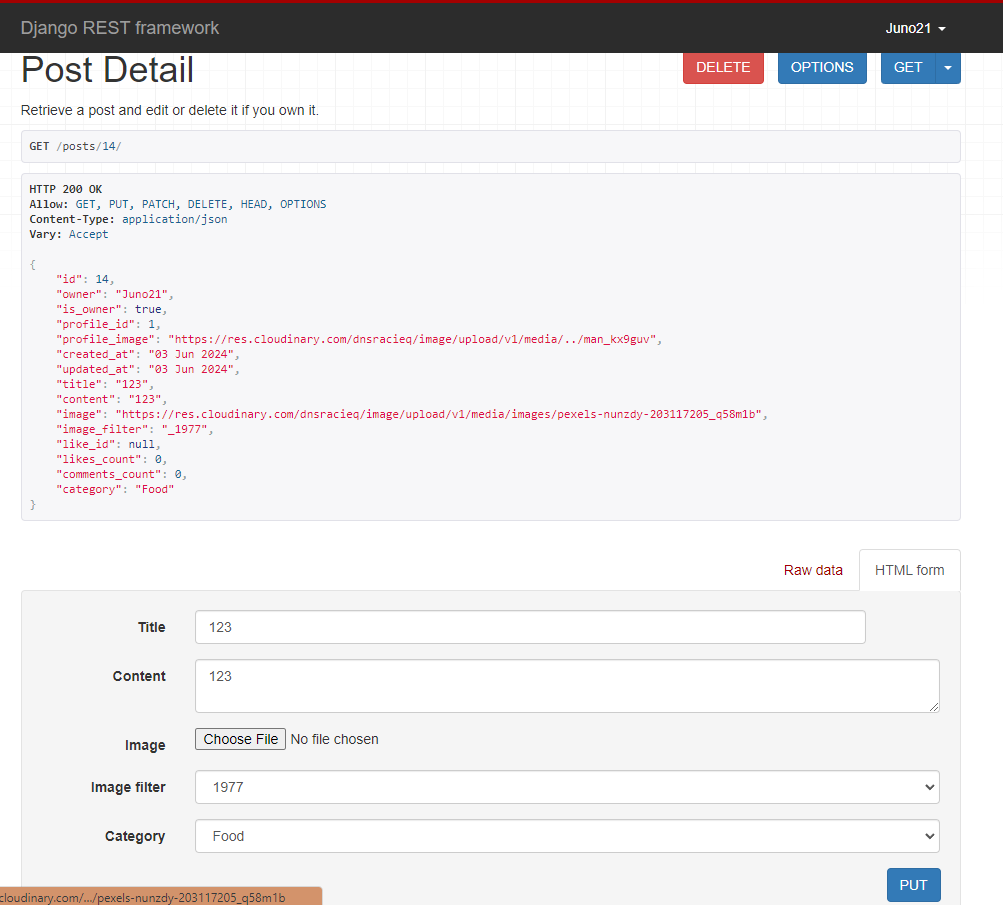 Django REST framework
Juno21
Post Detail
DELETE
OPTIONS
GET
Retrieve a post and edit or delete it if you own it.
GET /posts/14/
HTTP 200 OK
Allow: GET, PUT, PATCH, DELETE, HEAD, OPTIONS
Content-Type: application/json
Vary: Accept
{
"id": 14,
"owner": "Juno21",
"is_owner": true,
"profile_id": 1,
"profile_image": "https://res.cloudinary.com/dnsracieq/image/upload/v1/media/../man_kx9guv",
"created_at": "03 Jun 2024",
"updated_at": "03 Jun 2024",
"title": "123",
"content": "123",
"image": "https://res.cloudinary.com/dnsracieq/image/upload/v1/media/images/pexels-nunzdy-203117205_q58m1b",
"image_filter": "_1977",
"like_id": null,
"likes_count": 0,
"comments_count": 0,
"category": "Food"
}
Raw data
HTML form
Title
123
Content
123
Image
Choose File No file chosen
Image filter
1977
Category
Food
PUT
cloudinary.com/.../pexels-nunzdy-203117205_q58m1b